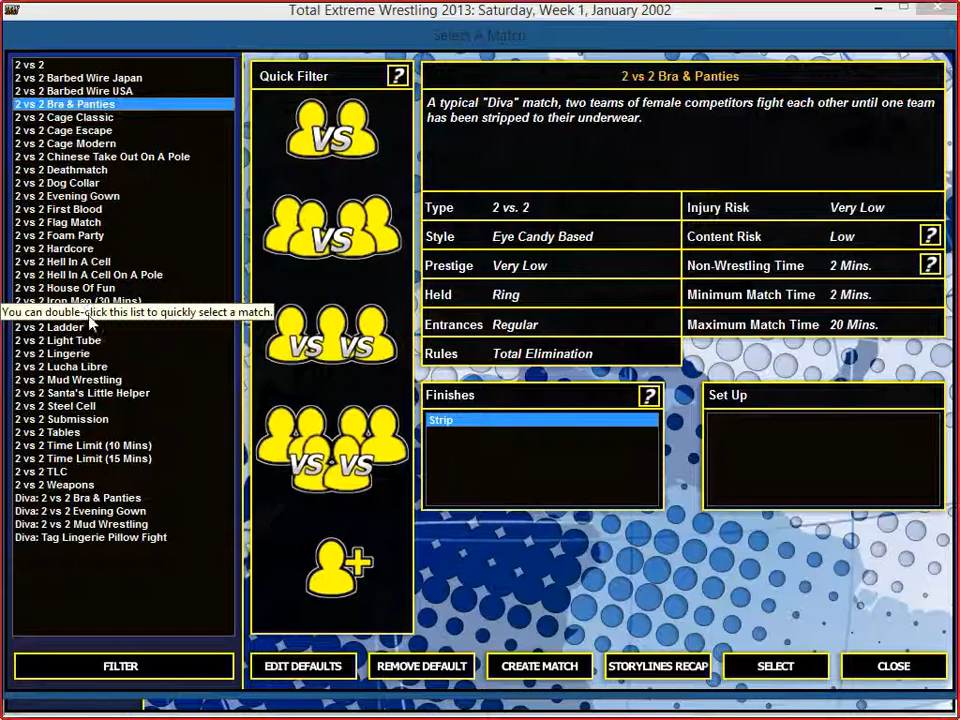 Total Extreme Wrestling 2013: Saturday, Week 1, January 2002
Select A Match
2 vs 2
2 vs 2 Barbed Wire Japan
2 vs 2 Barbed Wire USA
2 vs 2 Bra & Panties
2 vs 2 Cage Classic
2 vs 2 Cage Escape
2 vs 2 Cage Modern
2 vs 2 Chinese Take Out On A Pole
2 vs 2 Deathmatch
2 vs 2 Dog Collar
2 vs 2 Evening Gown
2 vs 2 First Blood
2 vs 2 Flag Match
2 vs 2 Foam Party
2 vs 2 Hardcore
2 vs 2 Hell In A Cell
2 vs 2 Hell In A Cell On A Pole
2 vs 2 House Of Fun
2 vs 2 Iron Man (30 Mins)
You can double-click this list to quickly select a match.
2 vs 2 Ladder
2 vs 2 Light Tube
2 vs 2 Lingerie
2 vs 2 Lucha Libre
2 vs 2 Mud Wrestling
2 vs 2 Santa's Little Helper
2 vs 2 Steel Cell
2 vs 2 Submission
2 vs 2 Tables
2 vs 2 Time Limit (10 Mins)
2 vs 2 Time Limit (15 Mins)
2 vs 2 TLC
2 vs 2 Weapons
Diva: 2 vs 2 Bra & Panties
Diva: 2 vs 2 Evening Gown
Diva: 2 vs 2 Mud Wrestling
Diva: Tag Lingerie Pillow Fight
FILTER
Quick Filter ?
VS
VS
VS VS
VS VS
2 vs 2 Bra & Panties
A typical "Diva" match, two teams of female competitors fight each other until one team
has been stripped to their underwear.
Type 2 vs. 2 Injury Risk Very Low
Style Eye Candy Based Content Risk Low ?
Prestige Very Low Non-Wrestling Time 2 Mins. ?
Held Ring Minimum Match Time 2 Mins.
Entrances Regular Maximum Match Time 20 Mins.
Rules Total Elimination
Finishes ? Set Up
Strip
EDIT DEFAULTS REMOVE DEFAULT CREATE MATCH STORYLINES RECAP SELECT CLOSE